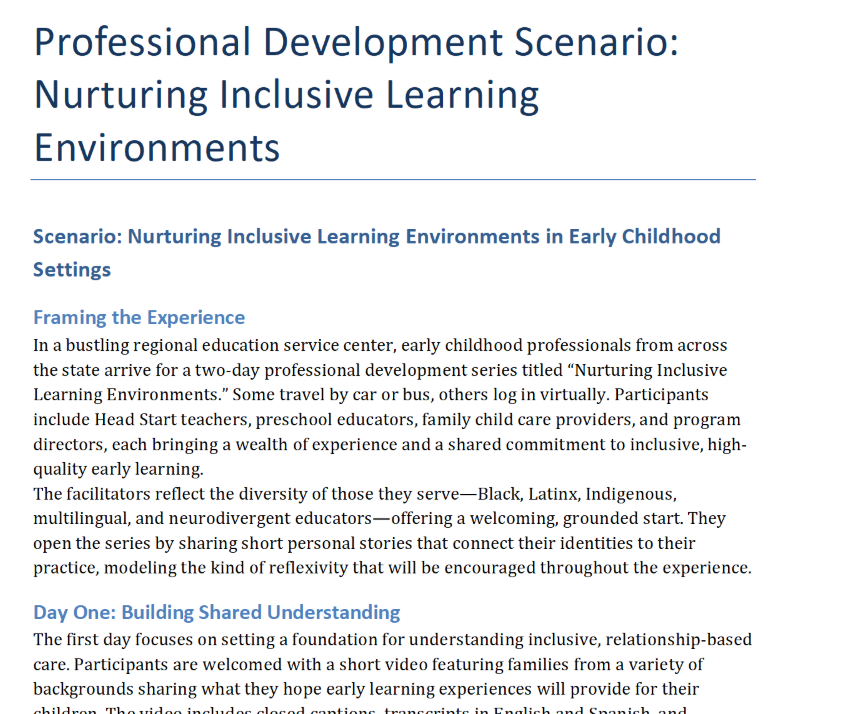 Professional Development Scenario:
Nurturing Inclusive Learning
Environments
Scenario: Nurturing Inclusive Learning Environments in Early Childhood
Settings
Framing the Experience
In a bustling regional education service center, early childhood professionals from across
the state arrive for a two-day professional development series titled “Nurturing Inclusive
Learning Environments.” Some travel by car or bus, others log in virtually. Participants
include Head Start teachers, preschool educators, family child care providers, and program
directors, each bringing a wealth of experience and a shared commitment to inclusive, high-
quality early learning.
The facilitators reflect the diversity of those they serve—Black, Latinx, Indigenous,
multilingual, and neurodivergent educators—offering a welcoming, grounded start. They
open the series by sharing short personal stories that connect their identities to their
practice, modeling the kind of reflexivity that will be encouraged throughout the experience.
Day One: Building Shared Understanding
The first day focuses on setting a foundation for understanding inclusive, relationship-based
care. Participants are welcomed with a short video featuring families from a variety of
backgrounds sharing what they hope early learning experiences will provide for their
children. The video includes closed captions, transcripts in English and Spanish, and